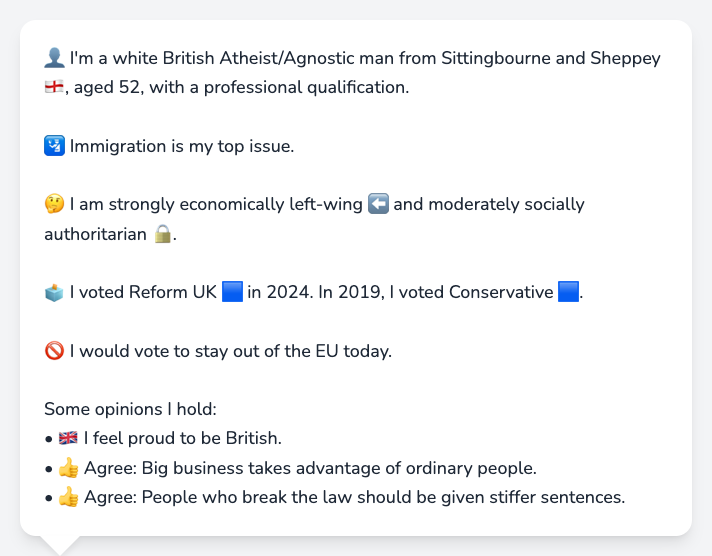 👤 I'm a white British Atheist/Agnostic man from Sittingbourne and Sheppey
🏴󠁧󠁢󠁥󠁮󠁧󠁿, aged 52, with a professional qualification.
🛂 Immigration is my top issue.
🤔 I am strongly economically left-wing ⬅️ and moderately socially
authoritarian 🔒.
🗳️ I voted Reform UK 🟦 in 2024. In 2019, I voted Conservative 🟦.
🚫 I would vote to stay out of the EU today.
Some opinions I hold:
• 🇬🇧 I feel proud to be British.
• 👍 Agree: Big business takes advantage of ordinary people.
• 👍 Agree: People who break the law should be given stiffer sentences.